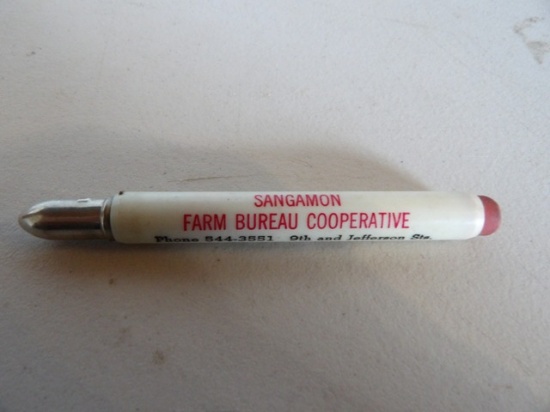 SANGAMON
FARM BUREAU COOPERATIVE
Phone 544-3551 9th and Jefferson Sts.